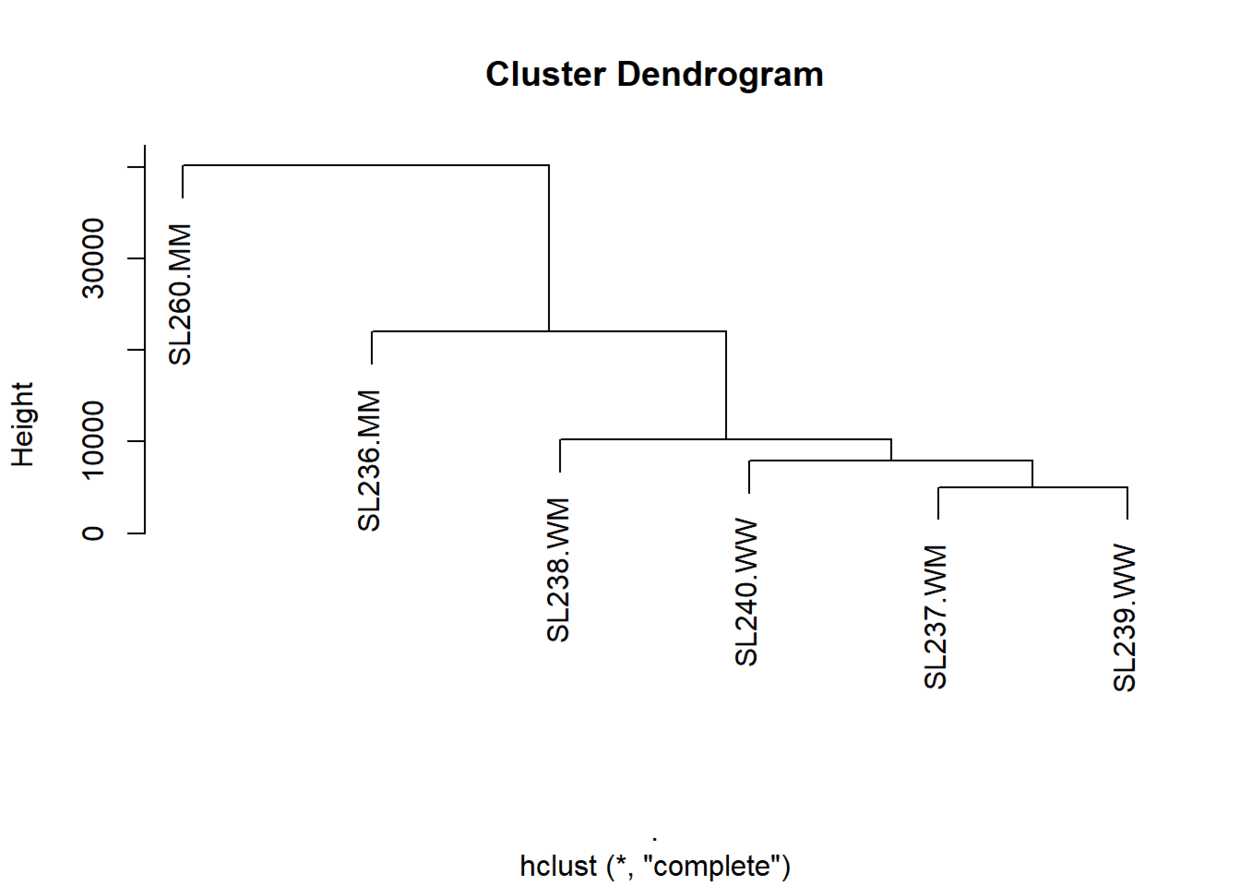 Cluster Dendrogram
Height
30000
10000
0
SL260.MM
SL236.MM
SL238.WM
SL240.WW
SL237.WM
SL239.WW
.
hclust (*, "complete")